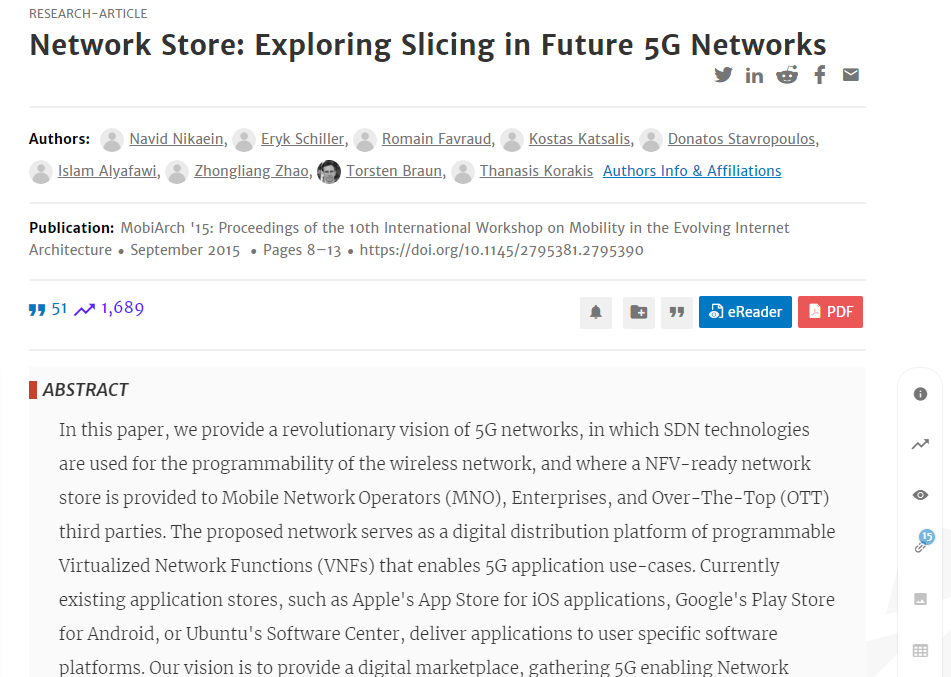 RESEARCH-ARTICLE
Network Store: Exploring Slicing in Future 5G Networks
Authors: Navid Nikaein, Eryk Schiller, Romain Favraud, Kostas Katsalis, Donatos Stavropoulos,
Islam Alyafawi, Zhongliang Zhao, Torsten Braun, Thanasis Korakis Authors Info & Affiliations
Publication: MobiArch '15: Proceedings of the 10th International Workshop on Mobility in the Evolving Internet
Architecture • September 2015 • Pages 8–13 • https://doi.org/10.1145/2795381.2795390
51 1,689
eReader PDF
ABSTRACT
In this paper, we provide a revolutionary vision of 5G networks, in which SDN technologies
are used for the programmability of the wireless network, and where a NFV-ready network
store is provided to Mobile Network Operators (MNO), Enterprises, and Over-The-Top (OTT)
third parties. The proposed network serves as a digital distribution platform of programmable
Virtualized Network Functions (VNFs) that enables 5G application use-cases. Currently
existing application stores, such as Apple's App Store for iOS applications, Google's Play Store
for Android, or Ubuntu's Software Center, deliver applications to user specific software
platforms. Our vision is to provide a digital marketplace, gathering 5G enabling Network
15